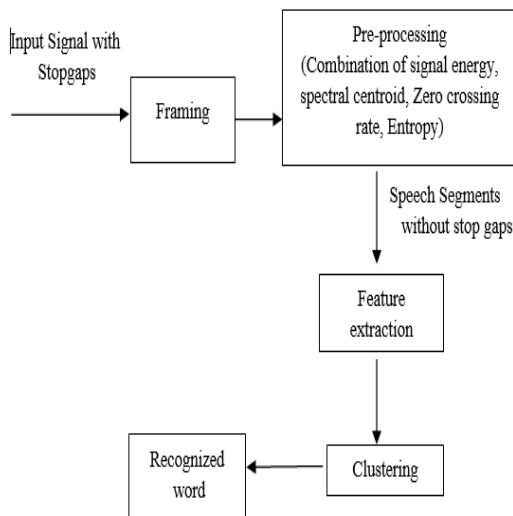 Input Signal with
Stopgaps
Framing
Pre-processing
(Combination of signal energy,
spectral centroid, Zero crossing
rate, Entropy)
Speech Segments
without stop gaps
Feature
extraction
Clustering
Recognized
word